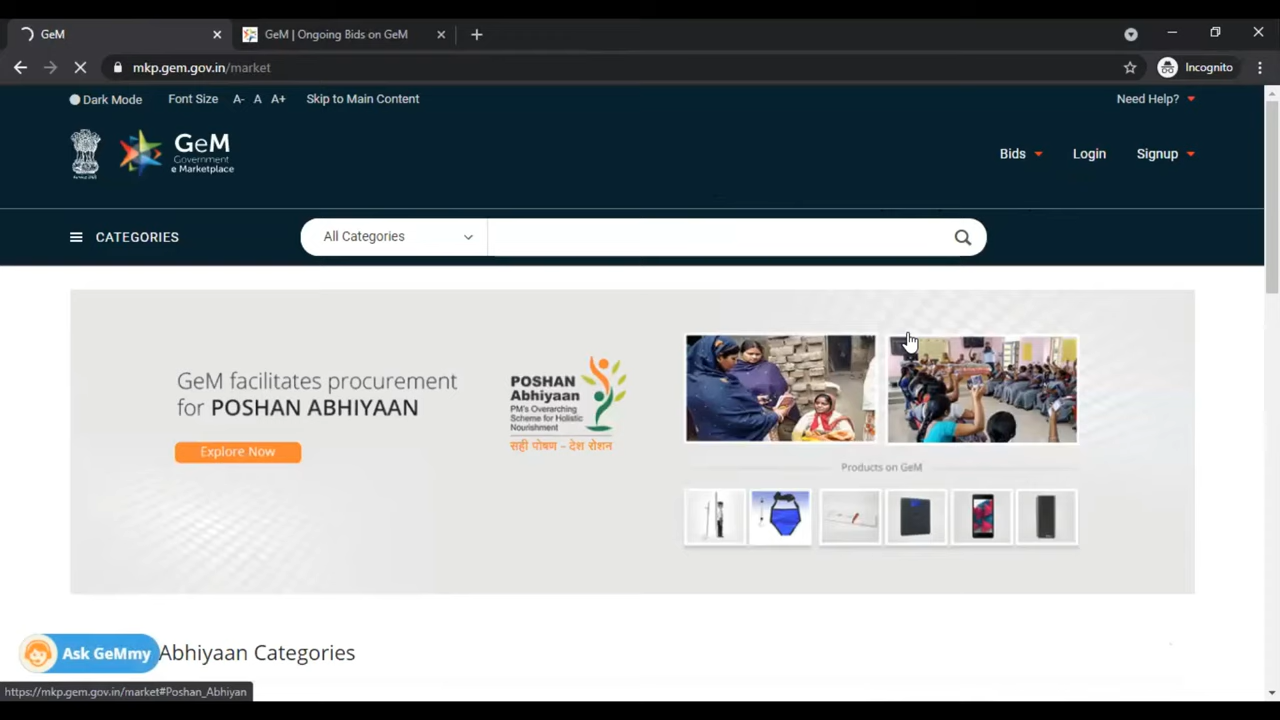 GeM
GeM | Ongoing Bids on GeM
mkp.gem.gov.in/market
Incognito
Dark Mode Font Size A- A A+ Skip to Main Content
Need Help?
GeM
Government
e Marketplace
Bids Login Signup
CATEGORIES
All Categories
GeM facilitates procurement
for POSHAN ABHIYAAN
Explore Now
POSHAN
Abhiyaan
PM's Overarching
Scheme for Holistic
Nourishment
सही पोषण – देश रोशन
Products on GeM
Ask GeMmy
Abhiyaan Categories
https://mkp.gem.gov.in/market#Poshan_Abhiyan